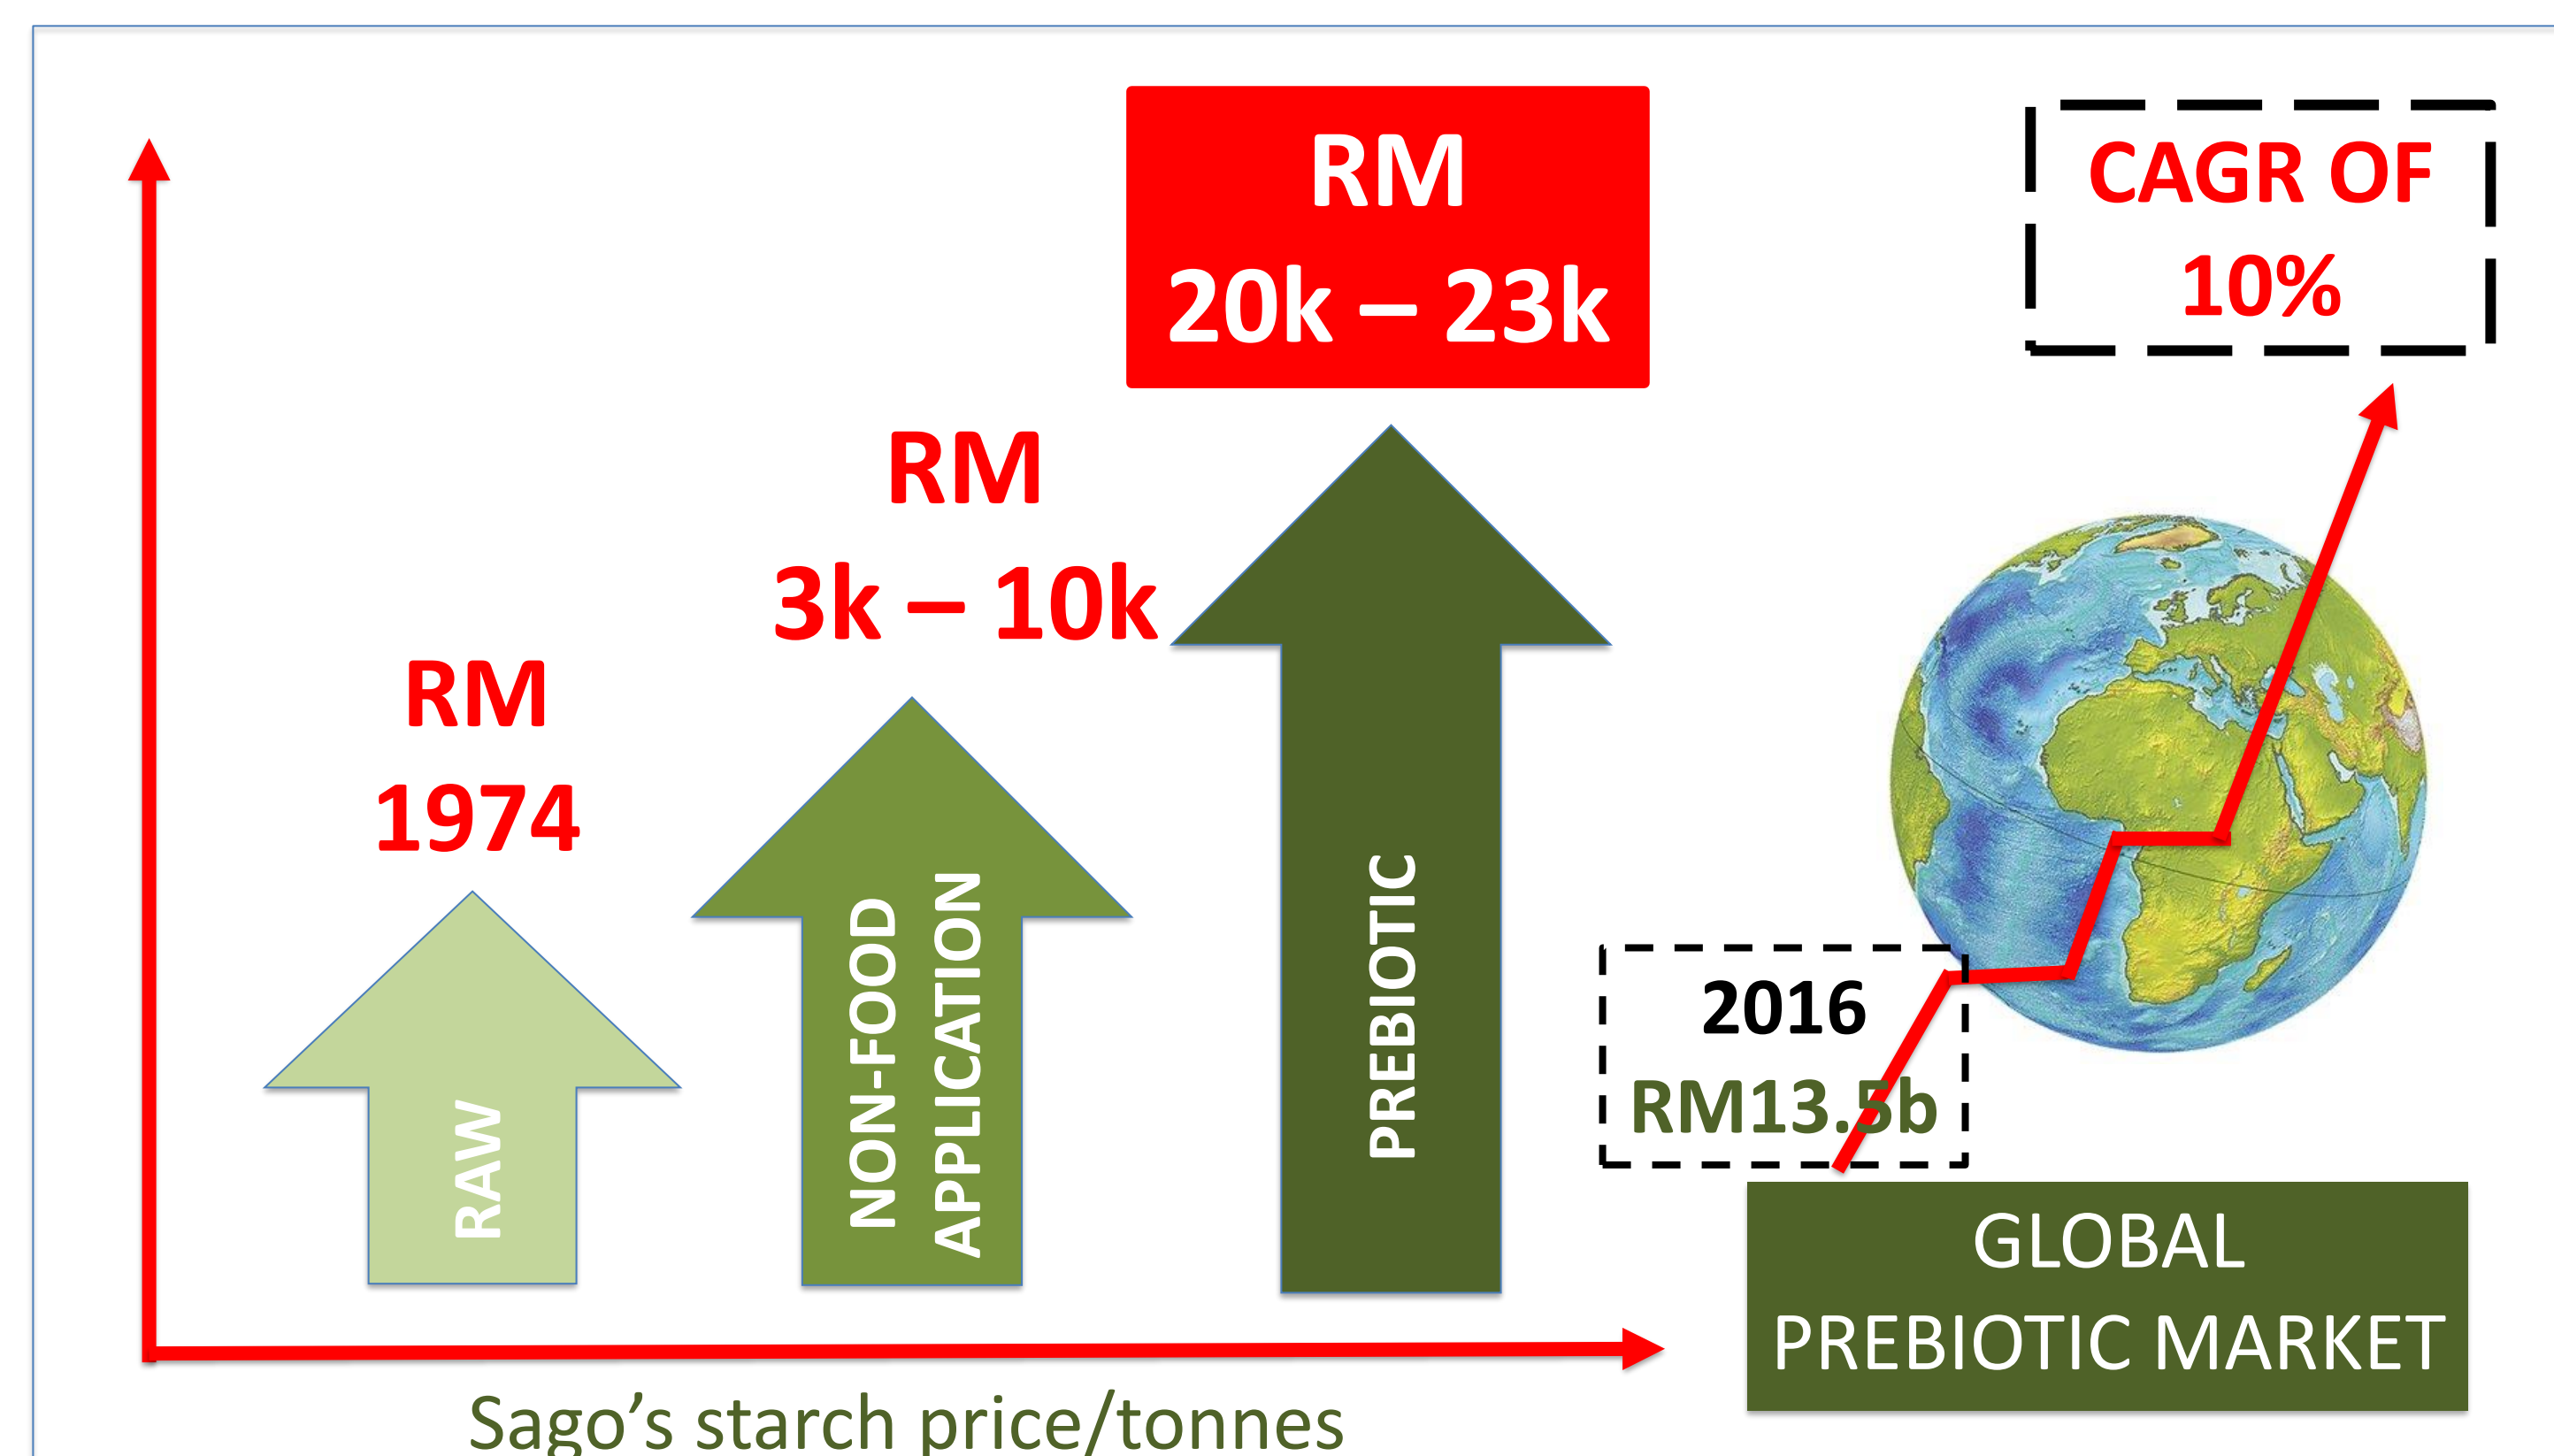 RM
1974
RAW
RM
3k – 10k
NON-FOOD
APPLICATION
RM
20k – 23k
PREBIOTIC
Sago’s starch price/tonnes
CAGR OF
10%
2016
RM13.5b
GLOBAL
PREBIOTIC MARKET